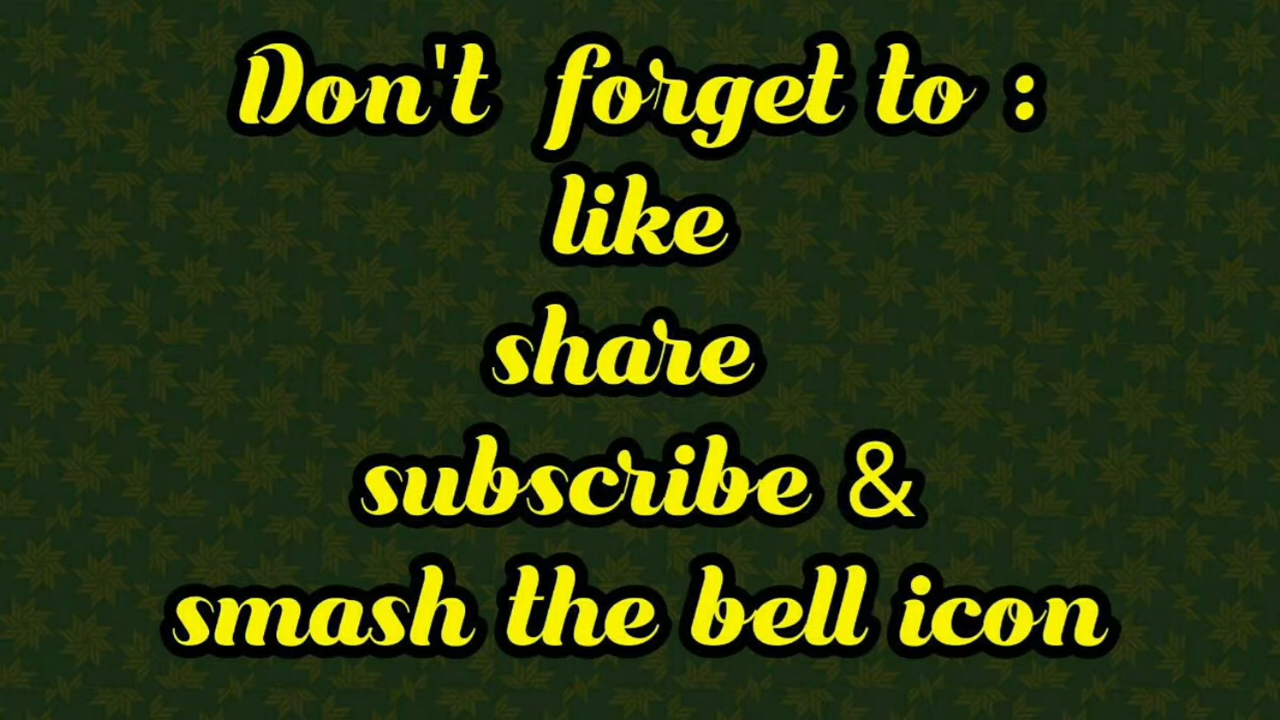 Don't forget to :
like
share
subscribe &
smash the bell icon